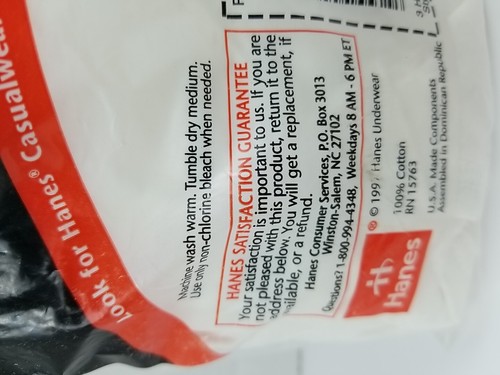 Look for Hanes® Casualwear
Machine wash warm. Tumble dry medium.
Use only non-chlorine bleach when needed.
HANES SATISFACTION GUARANTEE
Your satisfaction is important to us. If you are
not pleased with this product, return it to the
address below. You will get a replacement, if
available, or a refund.
Hanes Consumer Services, P.O. Box 3013
Winston-Salem, NC 27102
Questions? 1-800-994-4348, Weekdays 8 AM - 6 PM ET
Hanes
® © Hanes Underwear
100% Cotton
RN 15763
U.S.A. Made Components
Assembled in Dominican Republic